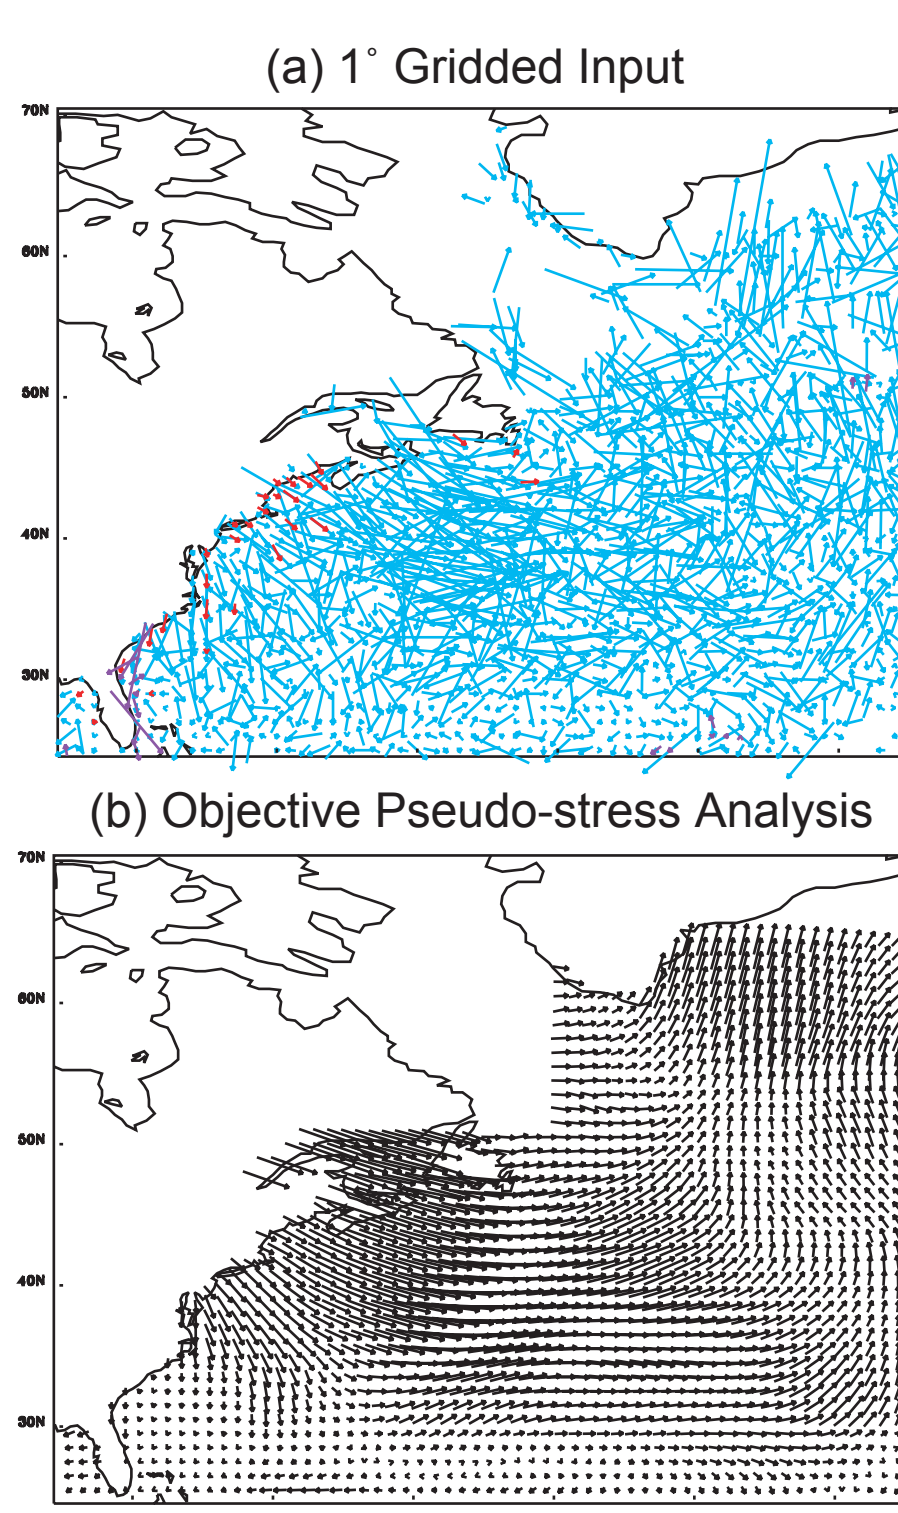 (a) 1° Gridded Input
70N
60N
50N
40N
30N
(b) Objective Pseudo-stress Analysis
70N
60N
50N
40N
30N